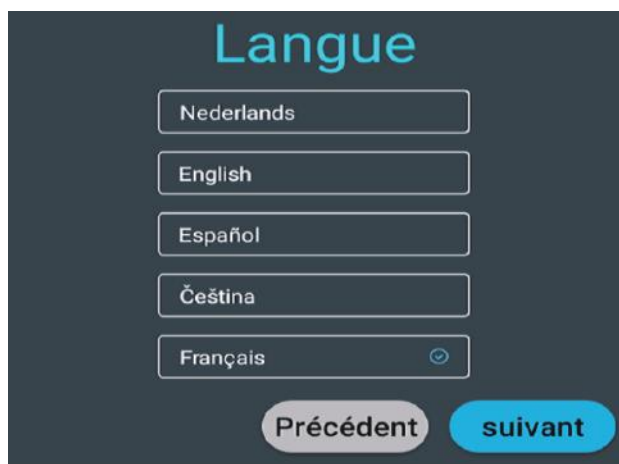 Langue
Nederlands
English
Español
Čeština
Français
Précédent suivant